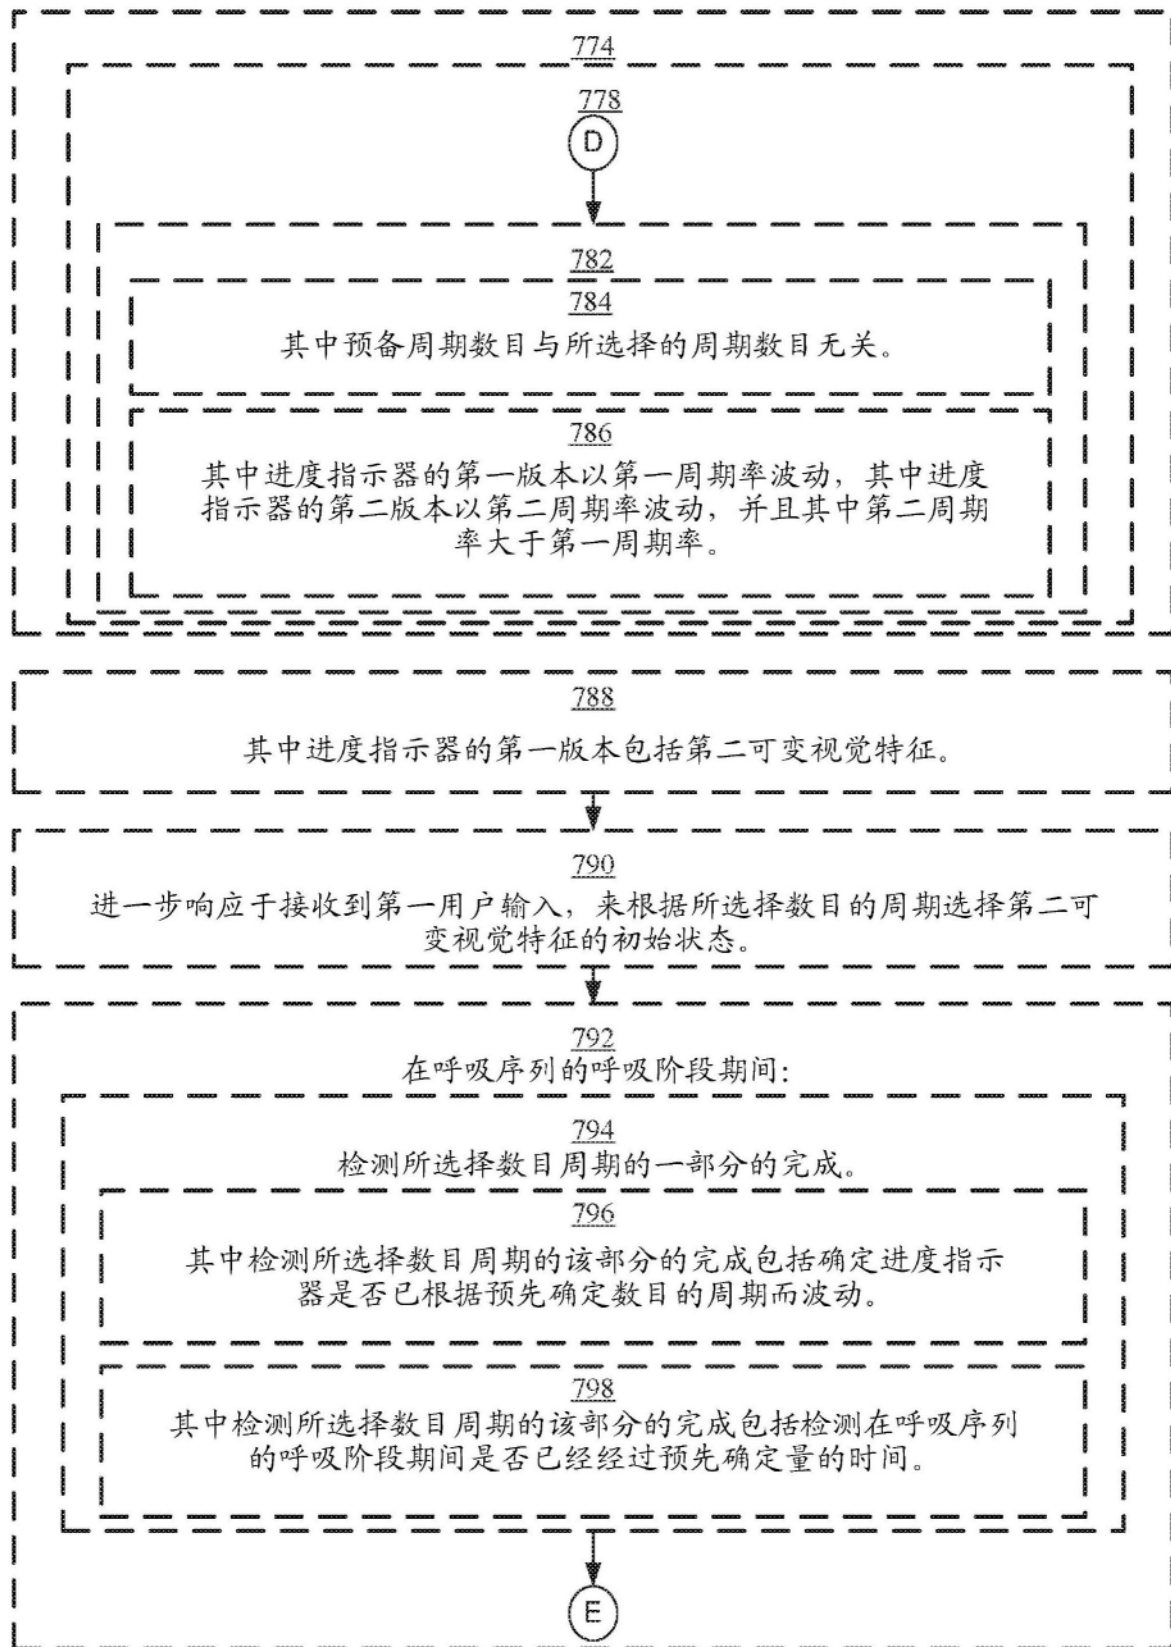 774
778
D
782
784
其中预备周期数目与所选择的周期数目无关。
786
其中进度指示器的第一版本以第一周期率波动，其中进度
指示器的第二版本以第二周期率波动，并且其中第二周期
率大于第一周期率。
788
其中进度指示器的第一版本包括第二可变视觉特征。
790
进一步响应于接收到第一用户输入，来根据所选择数目的周期选择第二可
变视觉特征的初始状态。
792
在呼吸序列的呼吸阶段期间：
794
检测所选择数目周期的一部分的完成。
796
其中检测所选择数目周期的该部分的完成包括确定进度指示
器是否已根据预先确定数目的周期而波动。
798
其中检测所选择数目周期的该部分的完成包括检测在呼吸序列
的呼吸阶段期间是否已经经过预先确定量的时间。
E